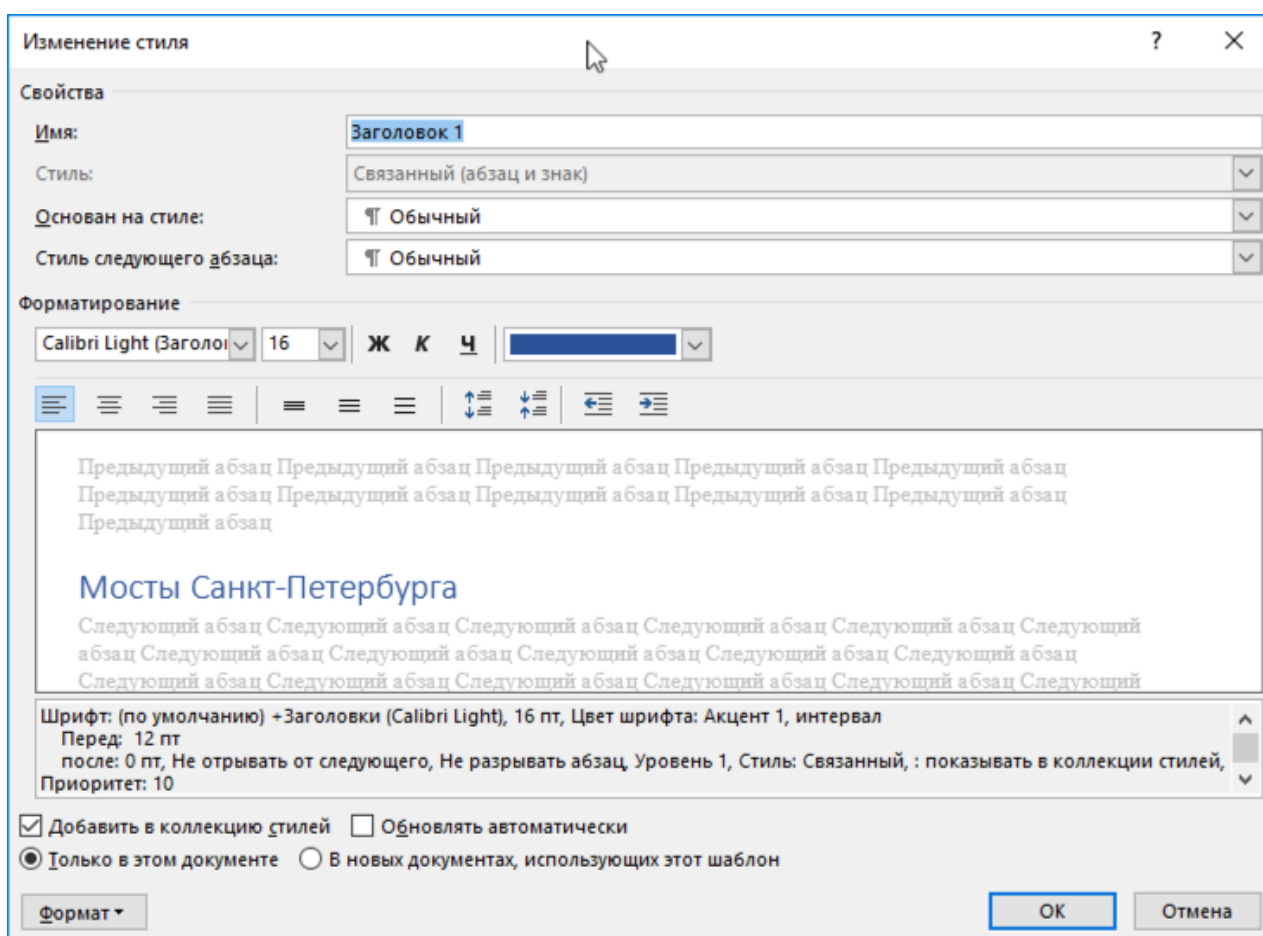 Изменение стиля ?
Свойства
Имя: Заголовок 1
Стиль: Связанный (абзац и знак)
Основан на стиле: ¶ Обычный
Стиль следующего абзаца: ¶ Обычный
Форматирование
Calibri Light (Заголо 16 Ж К Ч
Предыдущий абзац Предыдущий абзац Предыдущий абзац Предыдущий абзац Предыдущий абзац
Предыдущий абзац Предыдущий абзац Предыдущий абзац Предыдущий абзац Предыдущий абзац
Предыдущий абзац
Мосты Санкт-Петербурга
Следующий абзац Следующий абзац Следующий абзац Следующий абзац Следующий абзац Следующий
абзац Следующий абзац Следующий абзац Следующий абзац Следующий абзац Следующий абзац
Следующий абзац Следующий абзац Следующий абзац Следующий абзац Следующий абзац Следующий
Шрифт: (по умолчанию) +Заголовки (Calibri Light), 16 пт, Цвет шрифта: Акцент 1, интервал
Перед: 12 пт
после: 0 пт, Не отрывать от следующего, Не разрывать абзац, Уровень 1, Стиль: Связанный, : показывать в коллекции стилей,
Приоритет: 10
Добавить в коллекцию стилей Обновлять автоматически
Только в этом документе В новых документах, использующих этот шаблон
Формат ОК Отмена